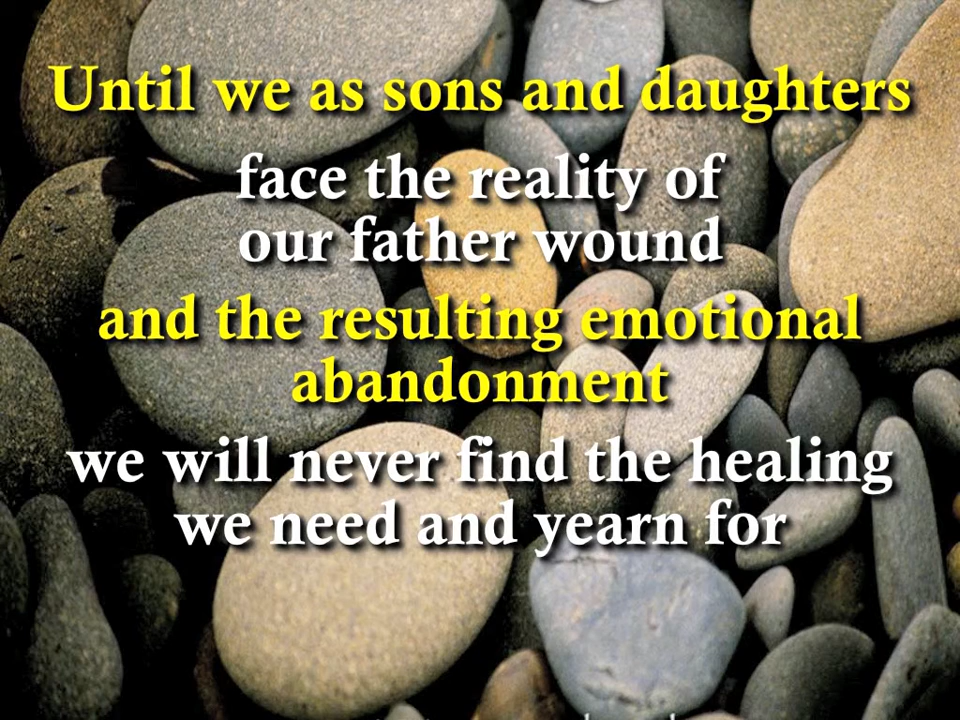 Until we as sons and daughters
face the reality of
our father wound
and the resulting emotional
abandonment
we will never find the healing
we need and yearn for